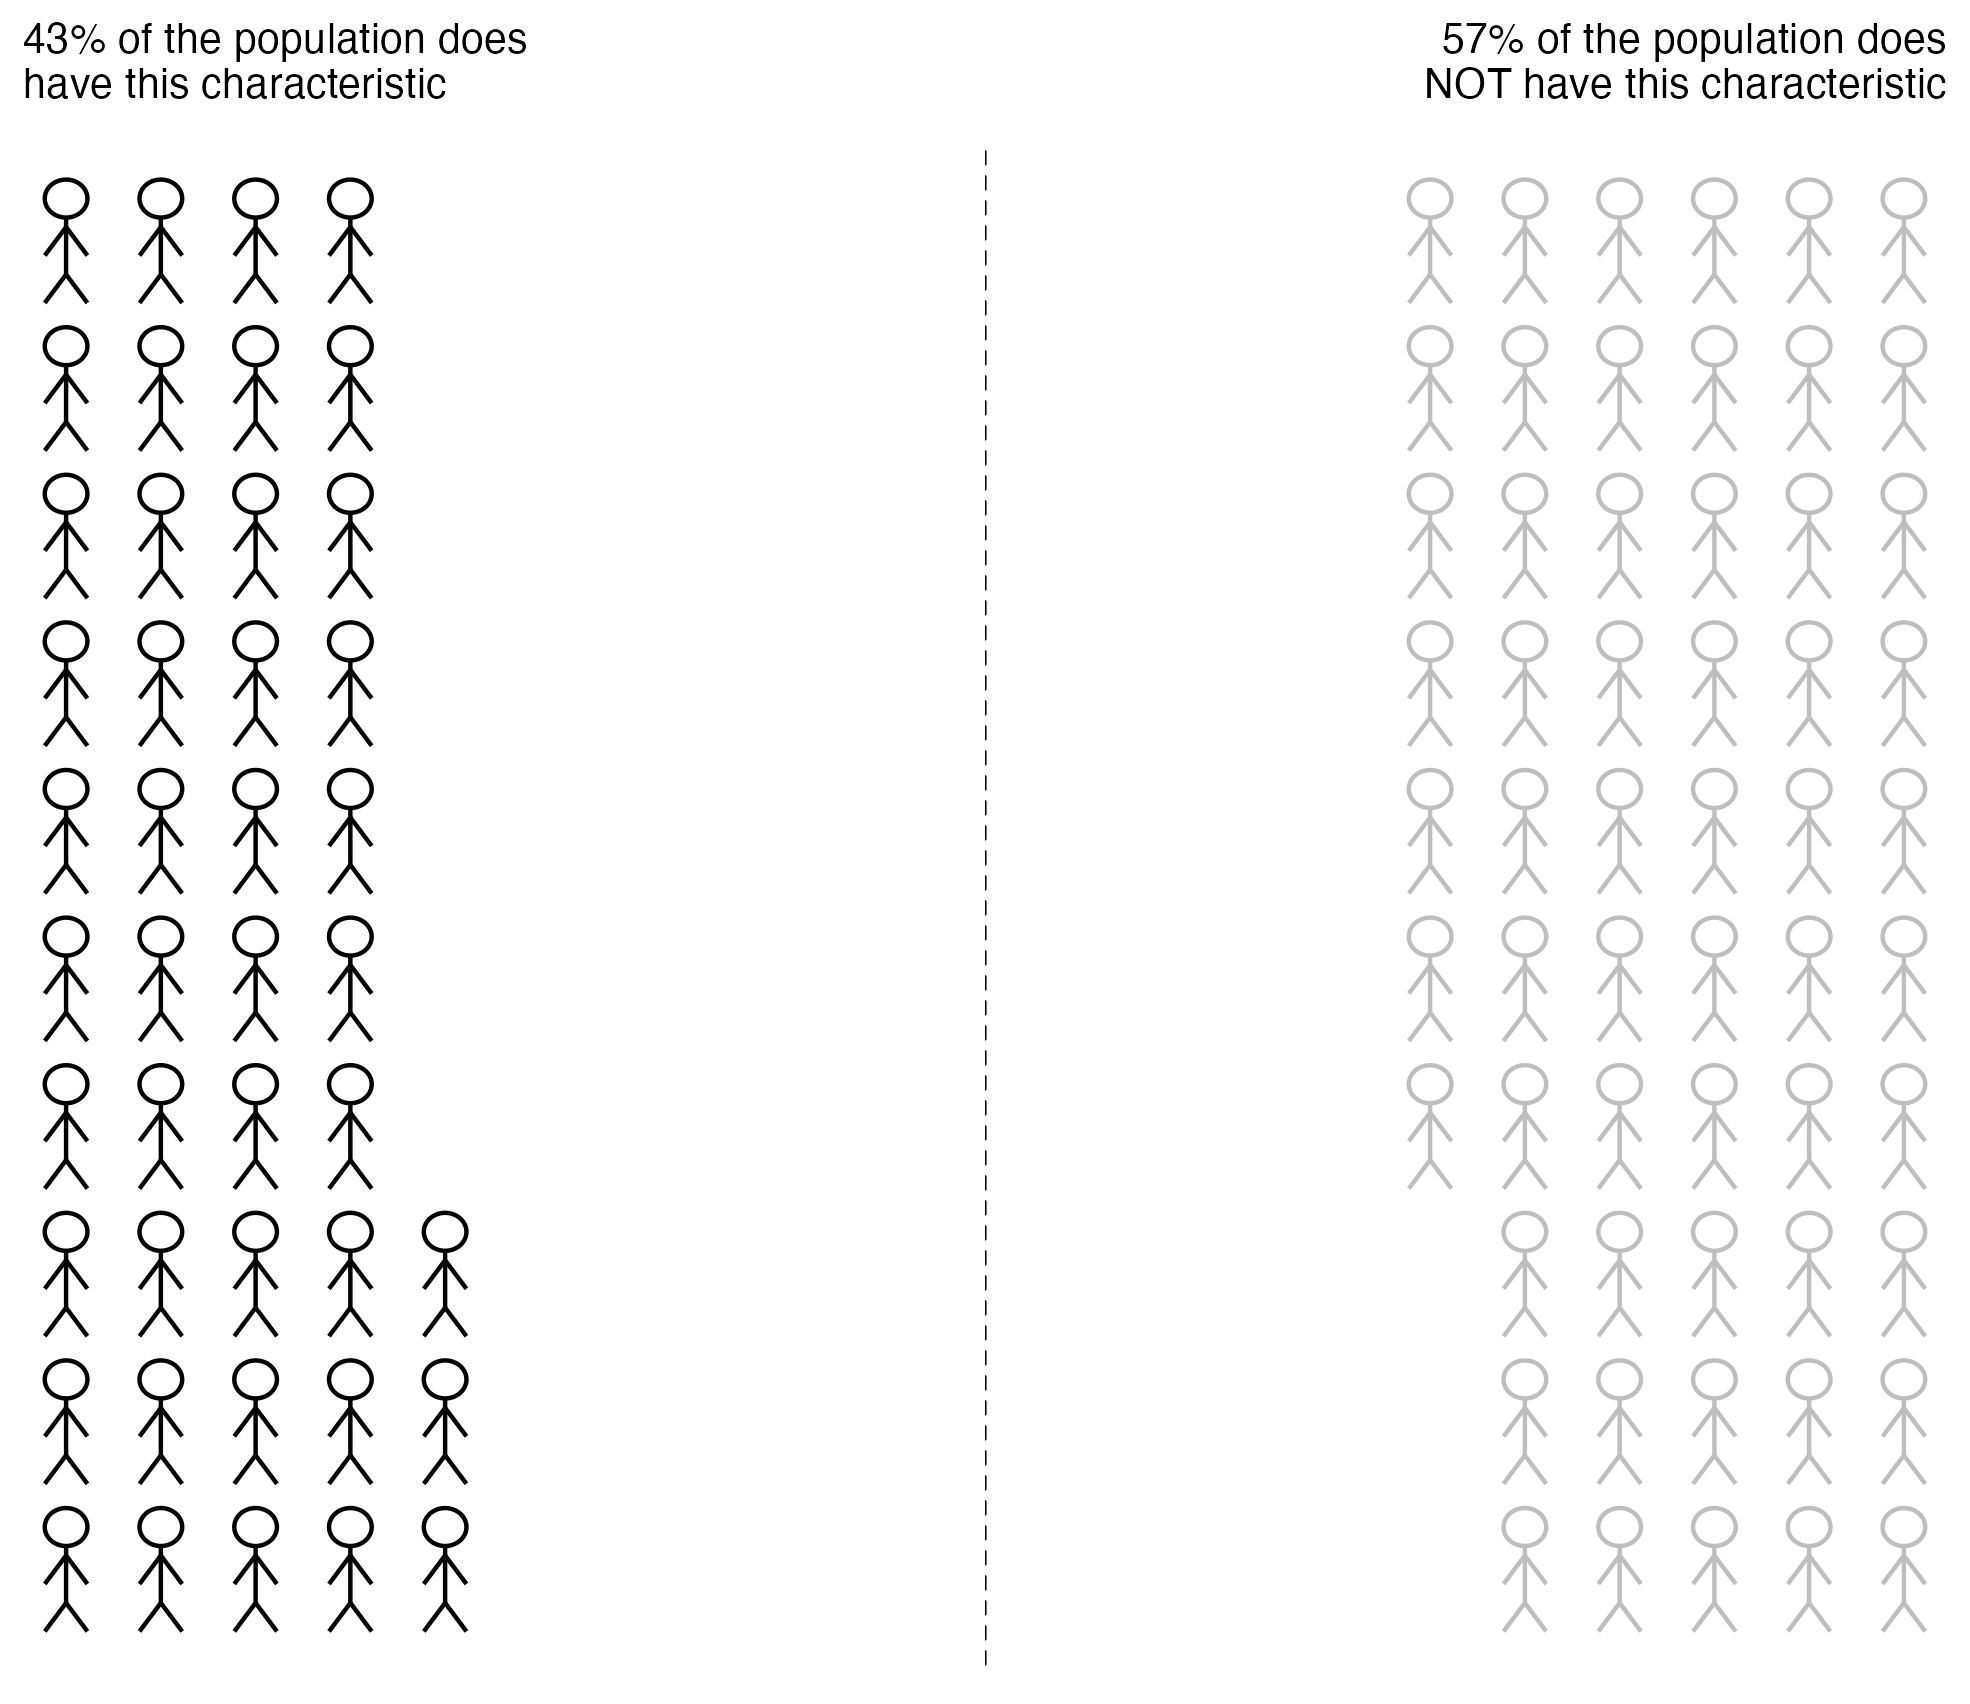 43% of the population does
have this characteristic
57% of the population does
NOT have this characteristic